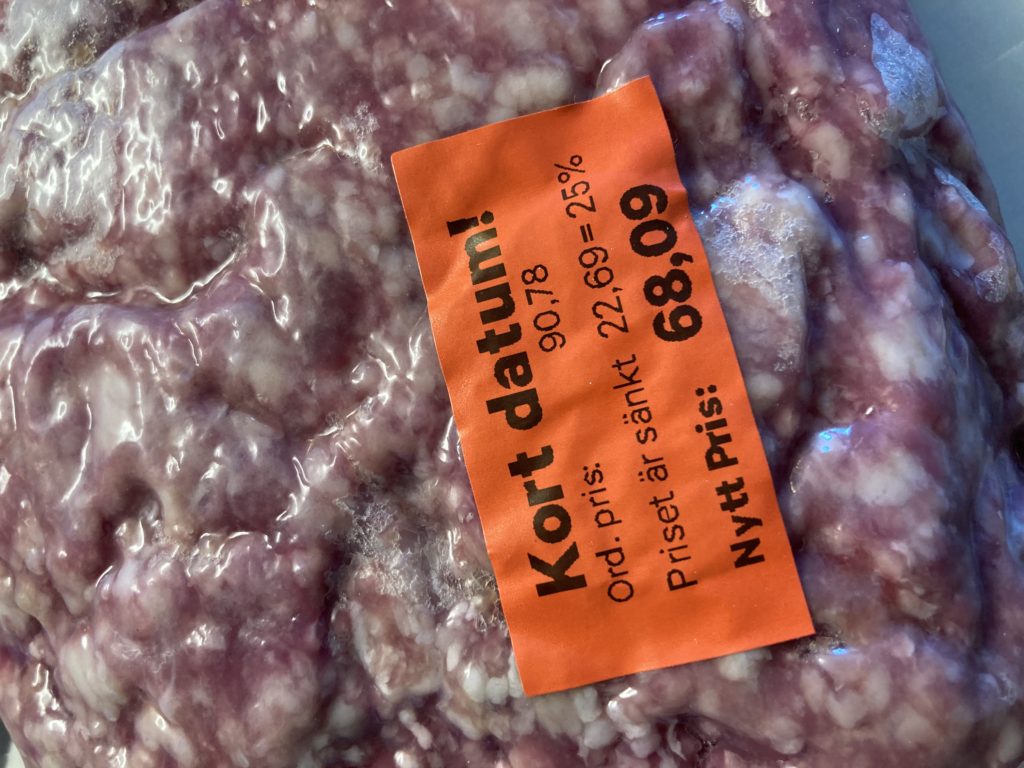 Kort datum!
Ord. pris: 90,78
Priset är sänkt 22,69= 25%
Nytt Pris: 68,09